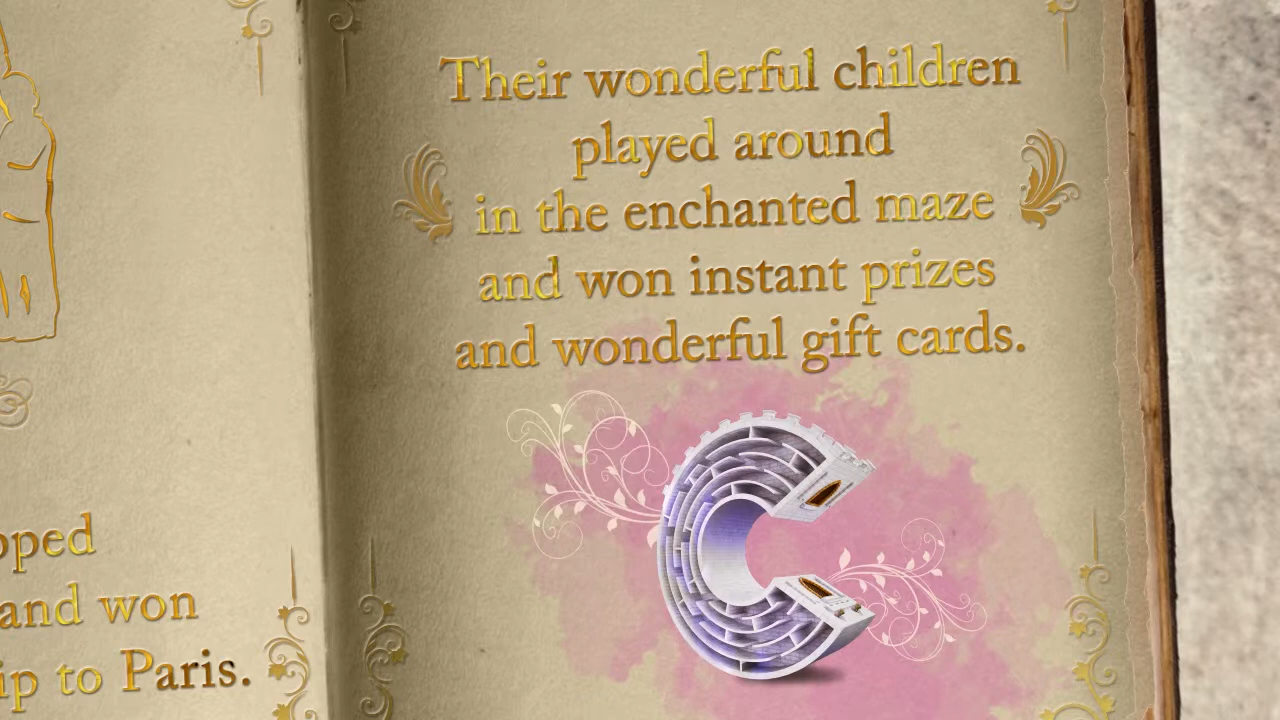 and won
to Paris.
Their wonderful children
played around
in the enchanted maze
and won instant prizes
and wonderful gift cards.